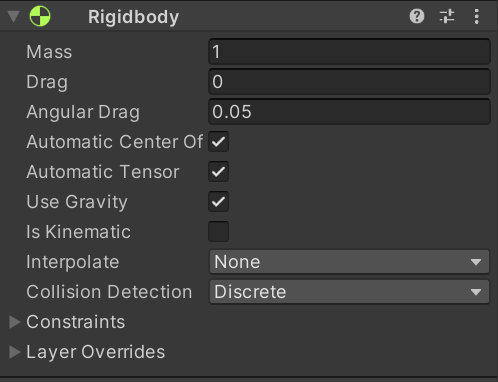 Rigidbody
Mass 1
Drag 0
Angular Drag 0.05
Automatic Center Of
Automatic Tensor
Use Gravity
Is Kinematic
Interpolate None
Collision Detection Discrete
Constraints
Layer Overrides